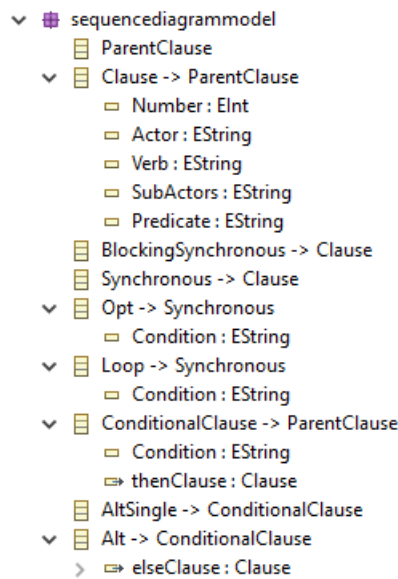 sequencediagrammodel
ParentClause
Clause -> ParentClause
Number : EInt
Actor : EString
Verb : EString
SubActors : EString
Predicate : EString
BlockingSynchronous -> Clause
Synchronous -> Clause
Opt -> Synchronous
Condition : EString
Loop -> Synchronous
Condition : EString
ConditionalClause -> ParentClause
Condition : EString
thenClause : Clause
AltSingle -> ConditionalClause
Alt -> ConditionalClause
elseClause : Clause